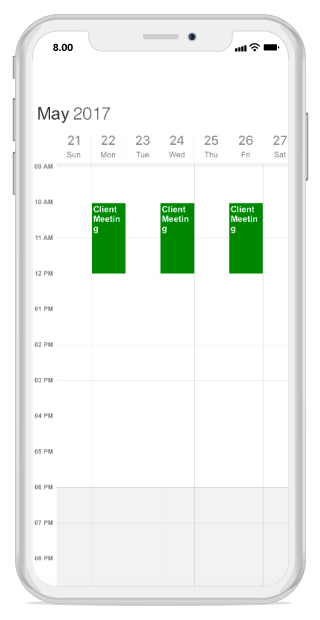 8.00
May 2017
21 22 23 24 25 26 27
Sun Mon Tue Wed Thu Fri Sat
09 AM
10 AM
Client Client Client
Meetin Meetin Meetin
g g g
11 AM
12 PM
01 PM
02 PM
03 PM
04 PM
05 PM
06 PM
07 PM
08 PM